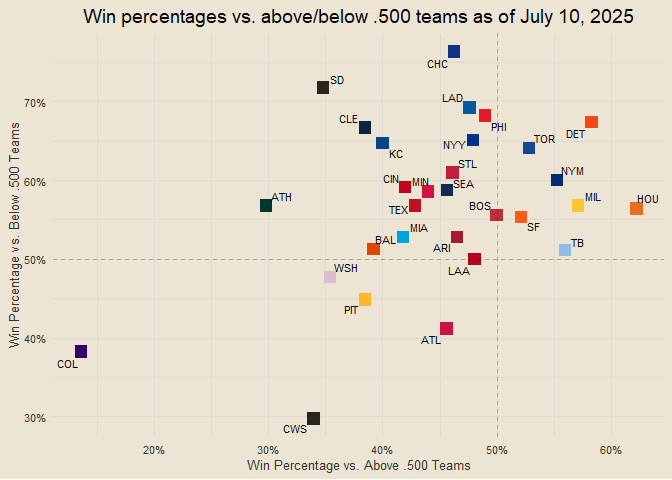 Win percentages vs. above/below .500 teams as of July 10, 2025
CHC
SD
70%
LAD
PHI
CLE
DET
TOR
NYY
KC
STL
NYM
60%
CIN
MIN
SEA
ATH
TEX
BOS
MIL
HOU
SF
MIA
BAL
ARI
TB
50%
WSH
LAA
PIT
ATL
40%
COL
30%
CWS
Win Percentage vs. Below .500 Teams
20%
30%
40%
50%
60%
Win Percentage vs. Above .500 Teams